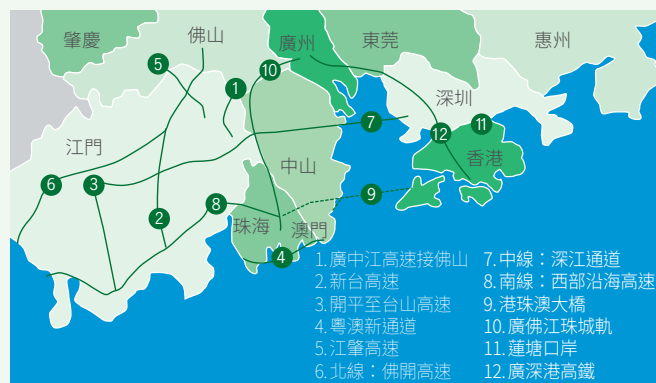 肇慶
佛山
廣州
東莞
惠州
5
10
1
深圳
7
12
11
江門
中山
香港
6
3
9
2
8
珠海
澳門
4
1.廣中江高速接佛山
2.新台高速
3.開平至台山高速
4.粵澳新通道
5.江肇高速
6.北線：佛開高速
7.中線：深江通道
8.南線：西部沿海高速
9.港珠澳大橋
10.廣佛江珠城軌
11.蓮塘口岸
12.廣深港高鐵